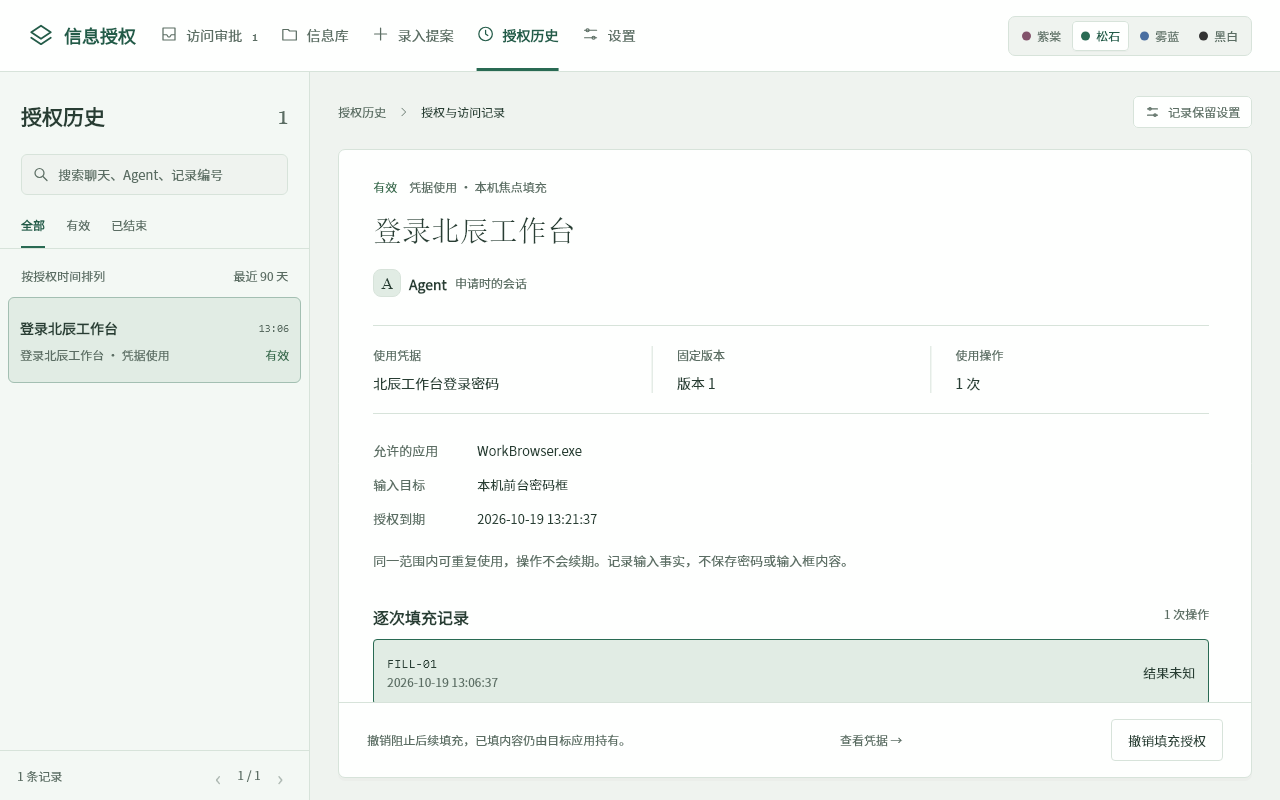 信息授权
访问审批 1
信息库
录入提案
授权历史
设置
紫棠
松石
雾蓝
黑白
授权历史 1
搜索聊天、Agent、记录编号
全部 有效 已结束
按授权时间排列 最近 90 天
登录北辰工作台 13:06
登录北辰工作台 · 凭据使用 有效
1 条记录 ‹ 1 / 1 ›
授权历史 > 授权与访问记录
记录保留设置
有效 凭据使用 · 本机焦点填充
登录北辰工作台
A Agent 申请时的会话
使用凭据 固定版本 使用操作
北辰工作台登录密码 版本 1 1 次
允许的应用 WorkBrowser.exe
输入目标 本机前台密码框
授权到期 2026-10-19 13:21:37
同一范围内可重复使用，操作不会续期。记录输入事实，不保存密码或输入框内容。
逐次填充记录 1 次操作
FILL-01
2026-10-19 13:06:37
结果未知
撤销阻止后续填充，已填内容仍由目标应用持有。
查看凭据 →
撤销填充授权